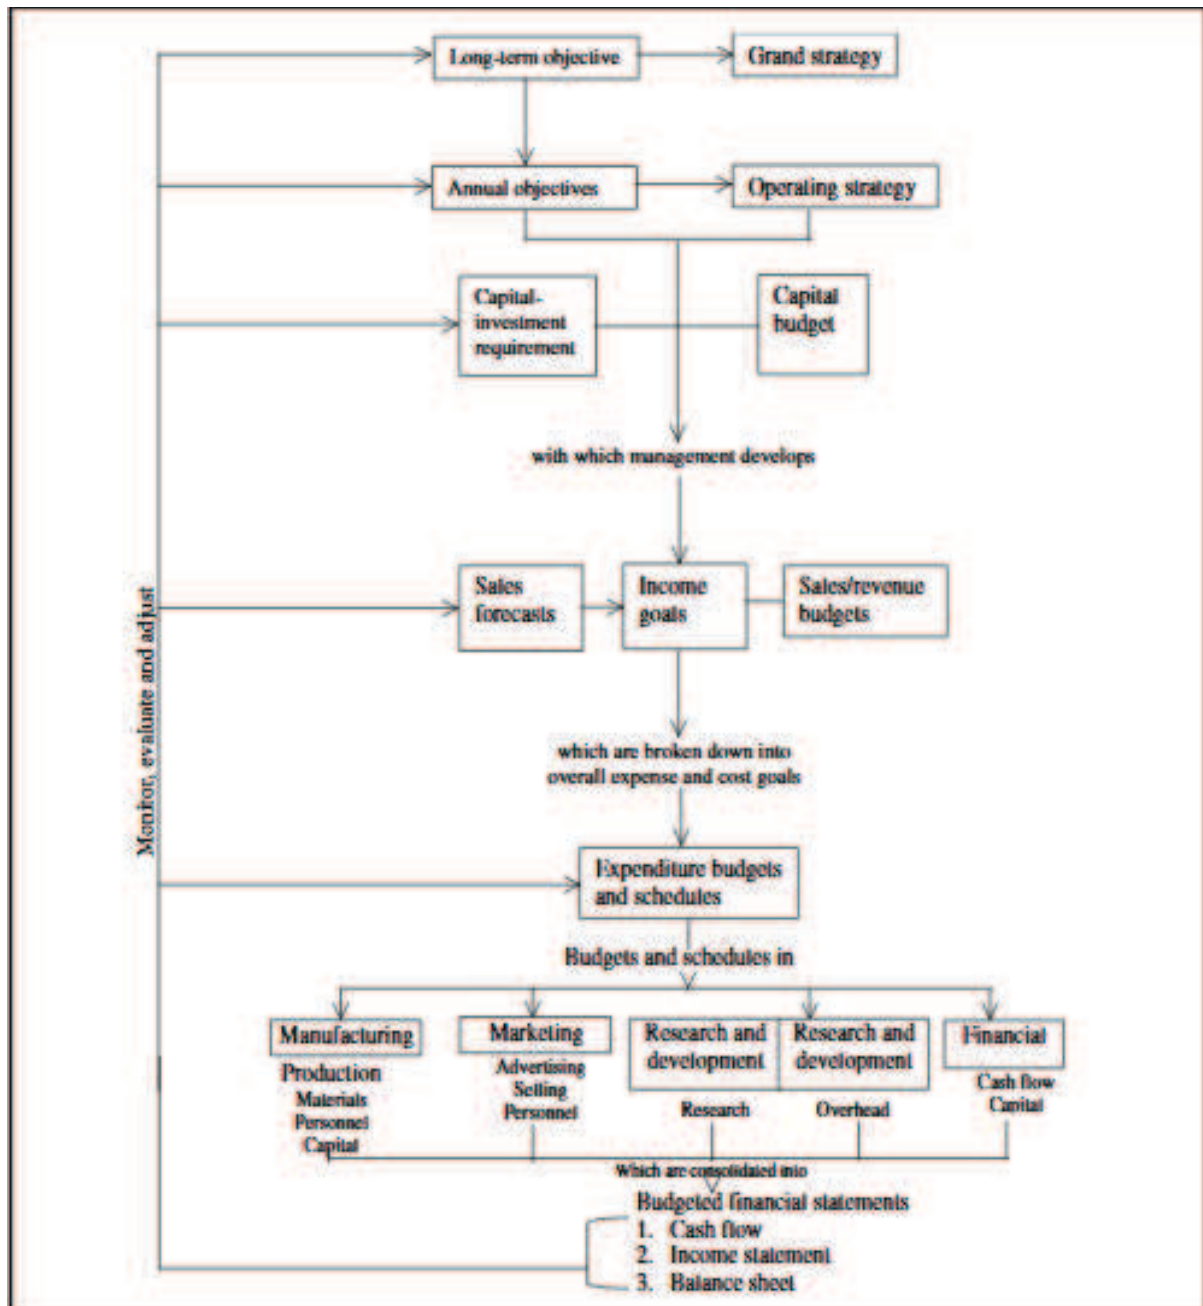 Long-term objective
Grand strategy
Annual objectives
Operating strategy
Capital-
investment
requirement
Capital
budget
with which management develops
Monitor, evaluate and adjust
Sales
forecasts
Income
goals
Sales/revenue
budgets
which are broken down into
overall expense and cost goals
Expenditure budgets
and schedules
Budgets and schedules in
Manufacturing
Production
Materials
Personnel
Capital
Marketing
Advertising
Selling
Personnel
Research and
development
Research
Research and
development
Overhead
Financial
Cash flow
Capital
Which are consolidated into
Budgeted financial statements
1. Cash flow
2. Income statement
3. Balance sheet